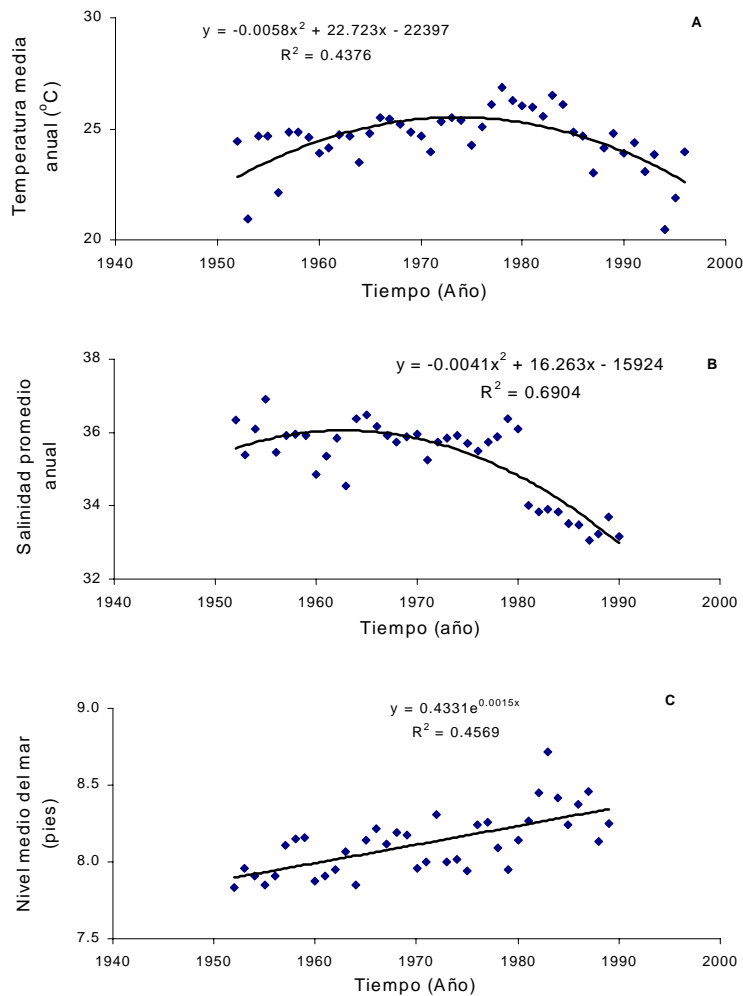 30
y = -0.0058x² + 22.723x - 22397
R² = 0.4376
A
Temperatura media
anual (°C)
25
20
1940 1950 1960 1970 1980 1990 2000
Tiempo (Año)
38
y = -0.0041x² + 16.263x - 15924
R² = 0.6904
B
Salinidad promedio
anual
36
34
32
1940 1950 1960 1970 1980 1990 2000
Tiempo (año)
9.0
y = 0.4331e^0.0015x
R² = 0.4569
C
Nivel medio del mar
(pies)
8.5
8.0
7.5
1940 1950 1960 1970 1980 1990 2000
Tiempo (Año)